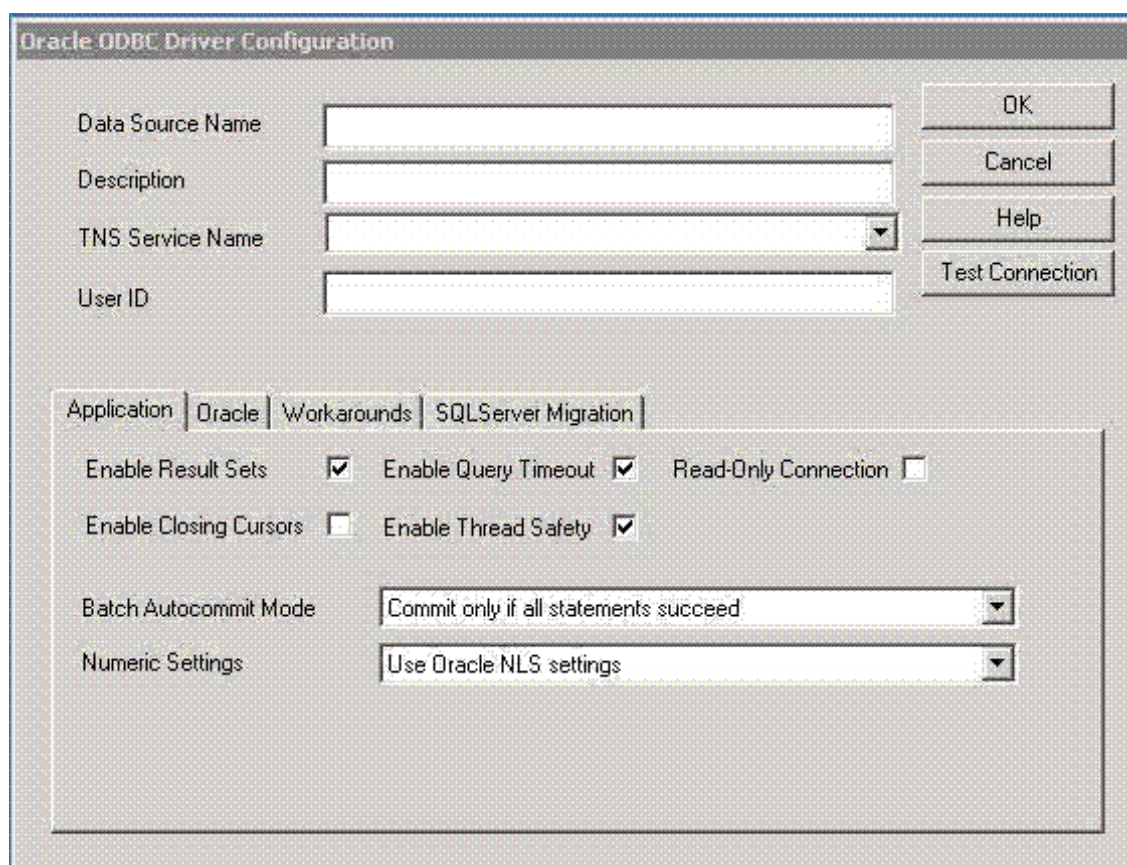 Oracle ODBC Driver Configuration
Data Source Name
OK
Description
Cancel
TNS Service Name
Help
User ID
Test Connection
Application Oracle Workarounds SQLServer Migration
Enable Result Sets Enable Query Timeout Read-Only Connection
Enable Closing Cursors Enable Thread Safety
Batch Autocommit Mode Commit only if all statements succeed
Numeric Settings Use Oracle NLS settings